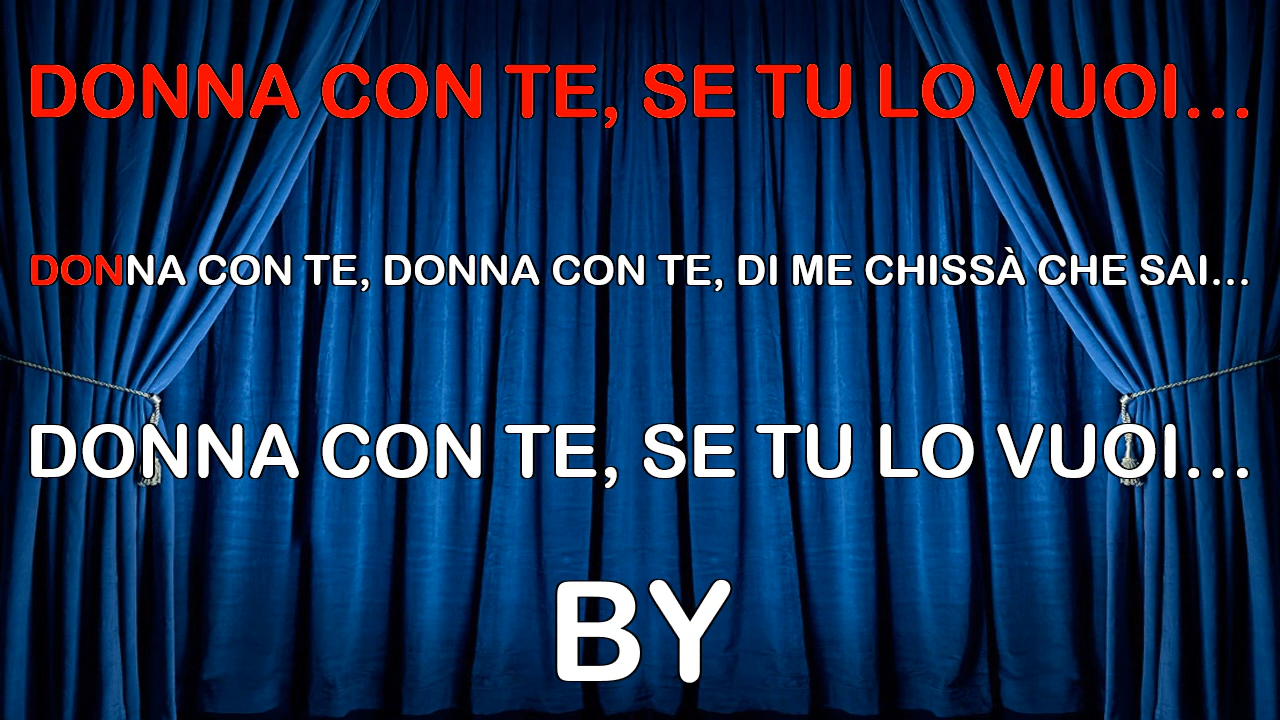 DONNA CON TE, SE TU LO VUOI...
DONNA CON TE, DONNA CON TE, DI ME CHISSÀ CHE SAI...
DONNA CON TE, SE TU LO VUOI...
BY